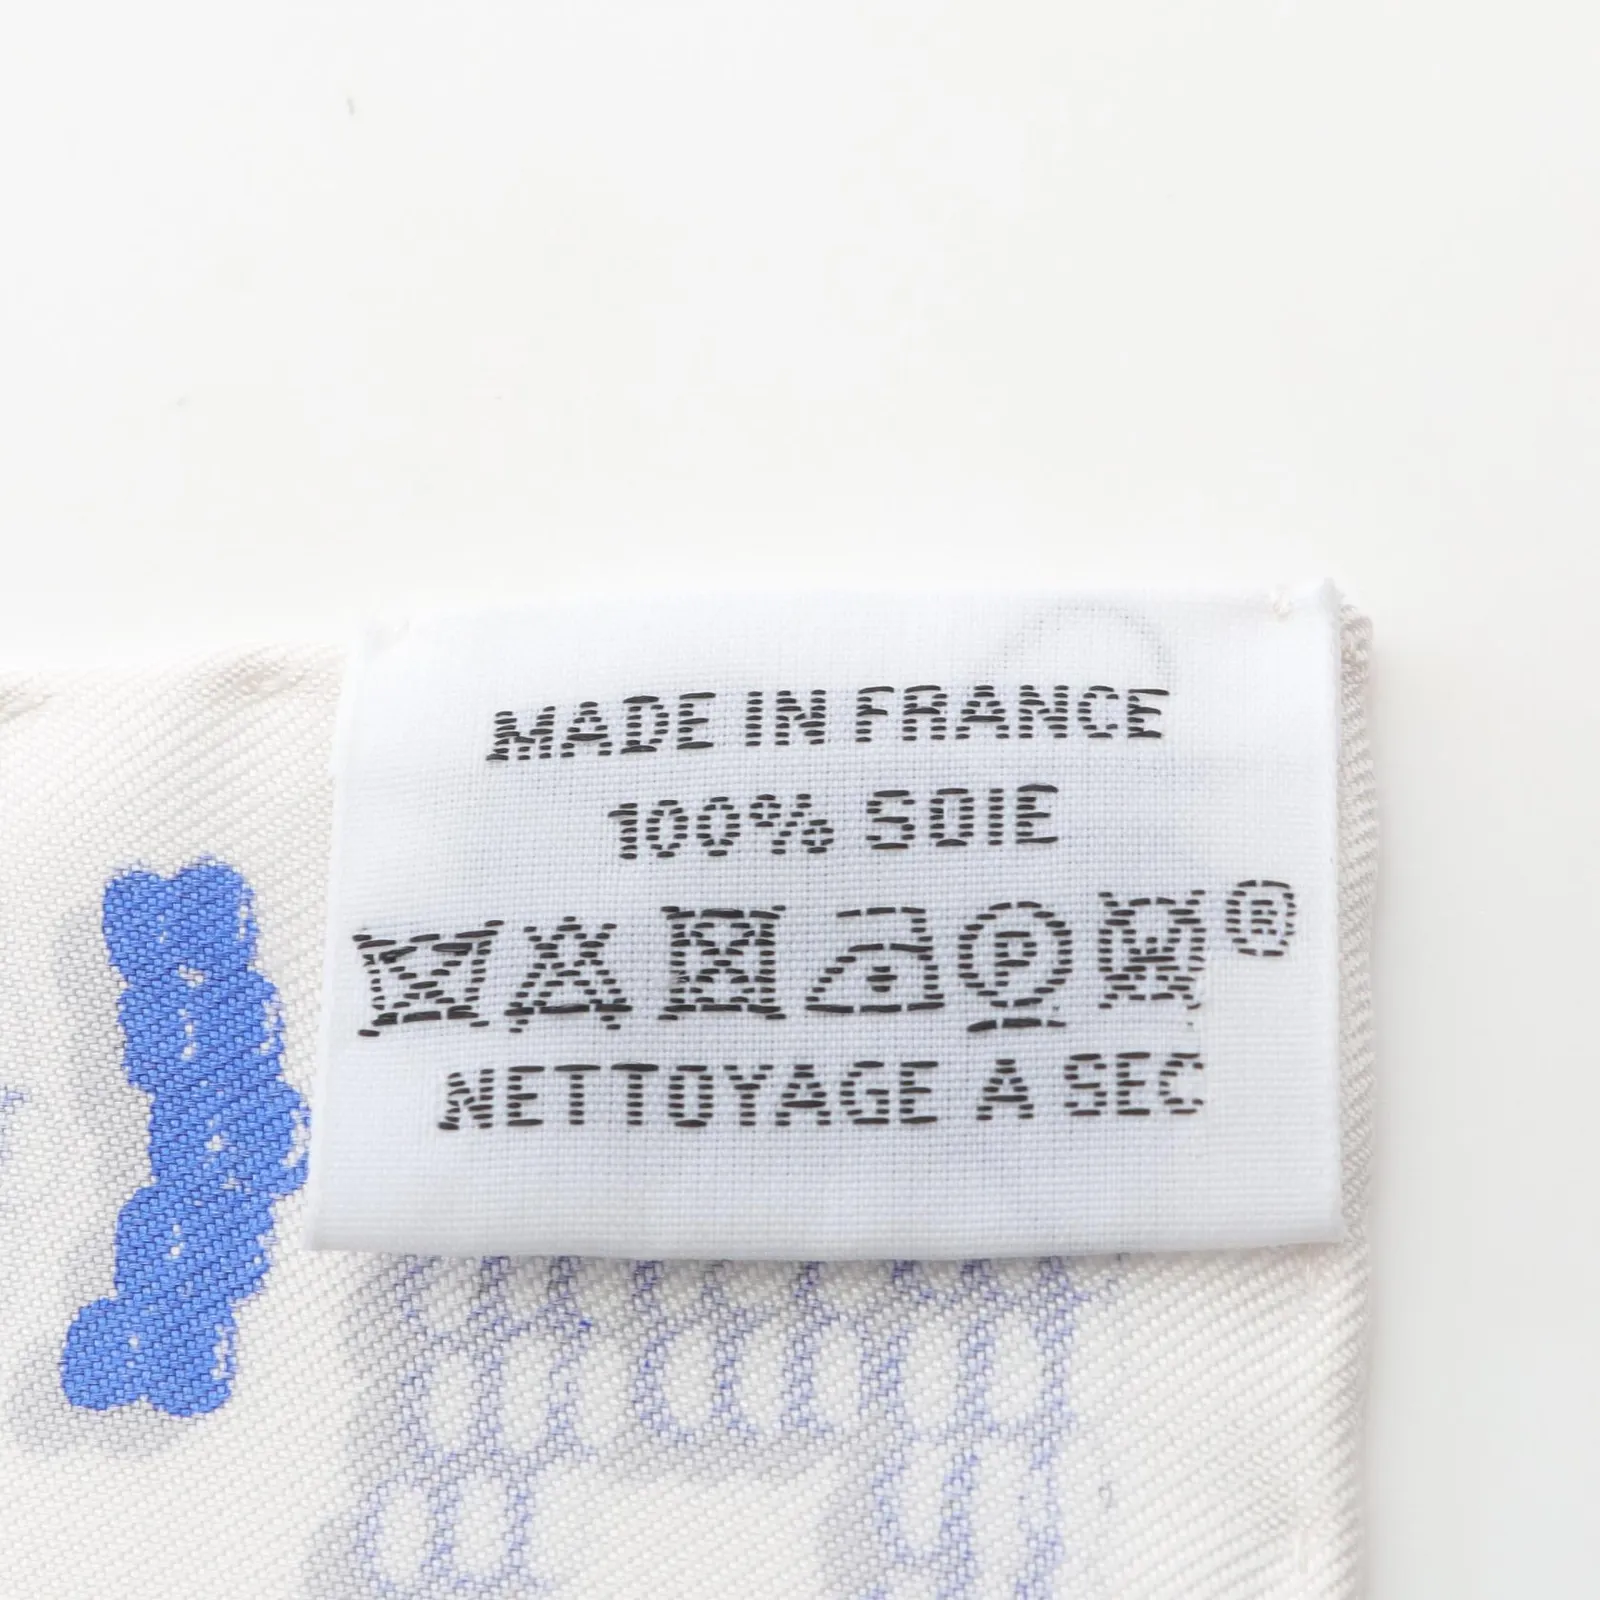 MADE IN FRANCE
100% SOIE
P W ®
NETTOYAGE A SEC